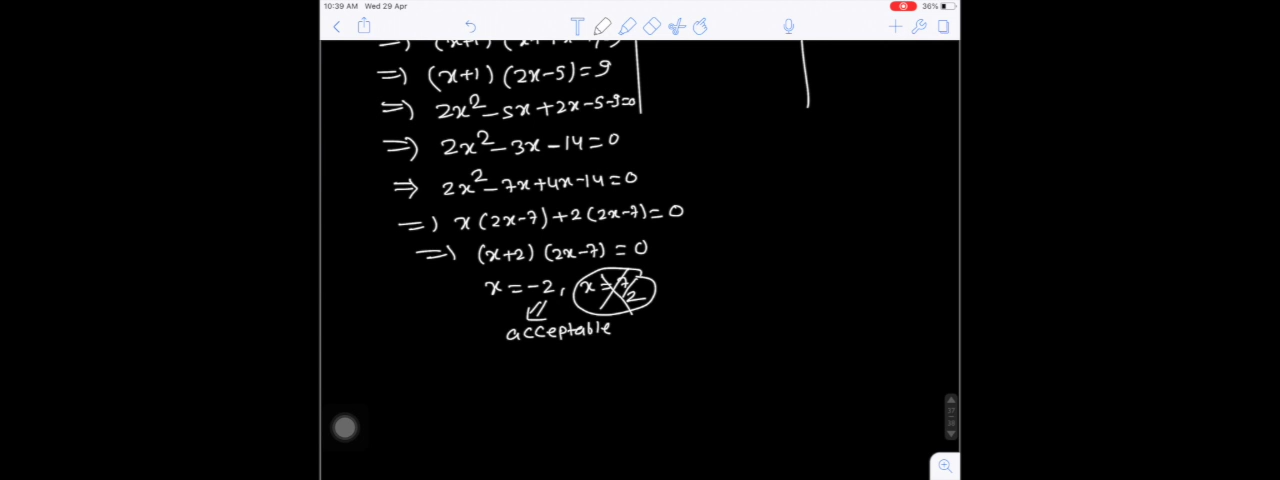 10:39 AM Wed 29 Apr
36%
T
=> (x+1) (2x-5) = 9
=> 2x² - 5x + 2x - 5 - 9 = 0
=> 2x² - 3x - 14 = 0
=> 2x² - 7x + 4x - 14 = 0
=> x (2x-7) + 2 (2x-7) = 0
=> (x+2) (2x-7) = 0
x = -2, x = 7/2
acceptable
37
38